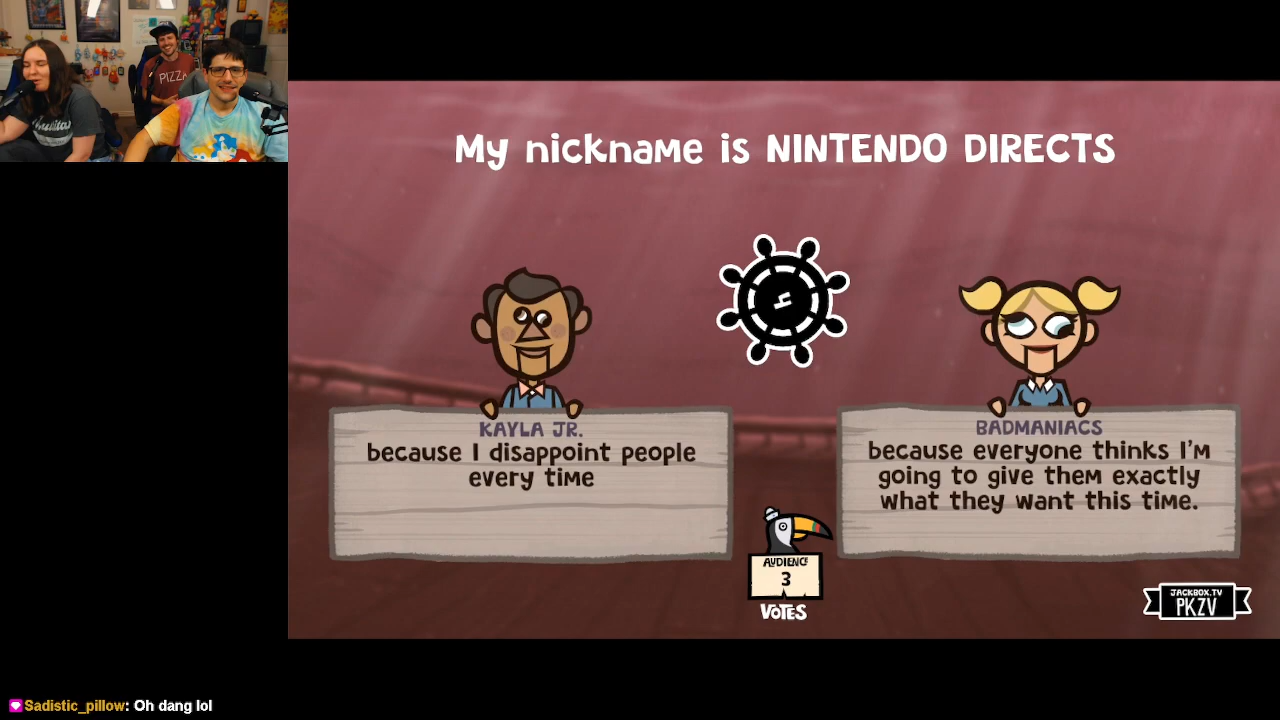 PIZZA
My nickname is NINTENDO DIRECTS
KAYLA JR.
because I disappoint people
every time
BADMANIACS
because everyone thinks I'm
going to give them exactly
what they want this time.
AUDIENCE
3
VOTES
JACKBOX.TV
PKZV
Sadistic_pillow: Oh dang lol